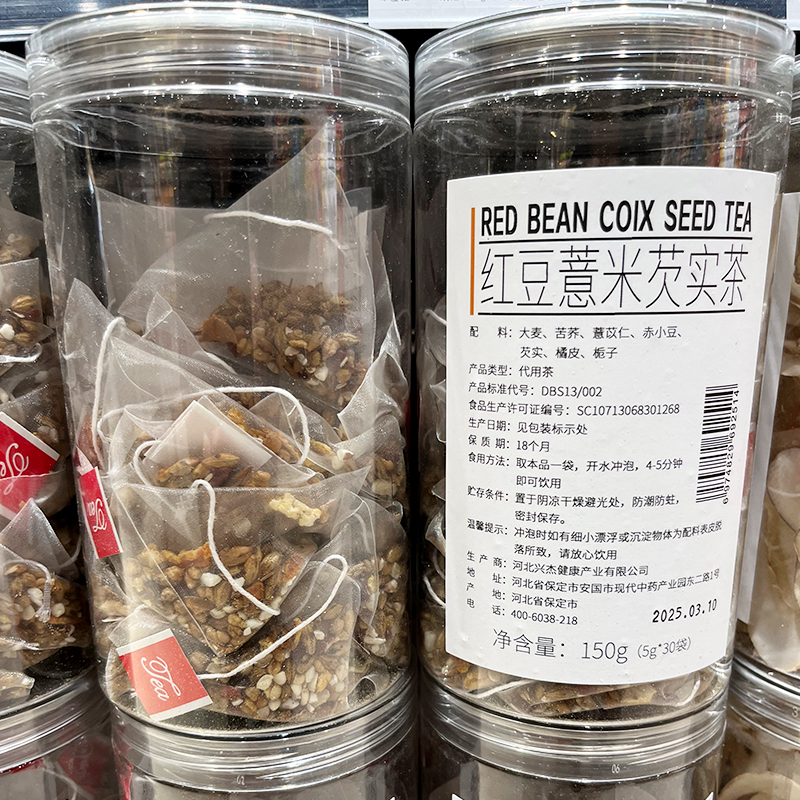 RED BEAN COIX SEED TEA
红豆薏米芡实茶
配 料：大麦、苦荞、薏苡仁、赤小豆、
芡实、橘皮、栀子
产品类型：代用茶
产品标准代号：DBS13/002
食品生产许可证编号：SC10713068301268
生产日期：见包装标示处
保 质 期：18个月
食用方法：取本品一袋，开水冲泡，4-5分钟
即可饮用
贮存条件：置于阴凉干燥避光处，防潮防蛀，
密封保存。
温馨提示：冲泡时如有细小漂浮或沉淀物体为配料表皮脱
落所致，请放心饮用
生 产 商：河北兴杰健康产业有限公司
地 址：河北省保定市安国市现代中药产业园东二路1号
产 地：河北省保定市
电 话：400-6038-218
2025.03.10
净含量：150g（5g*30袋）
6974829692514
Tea
Tea
Tea